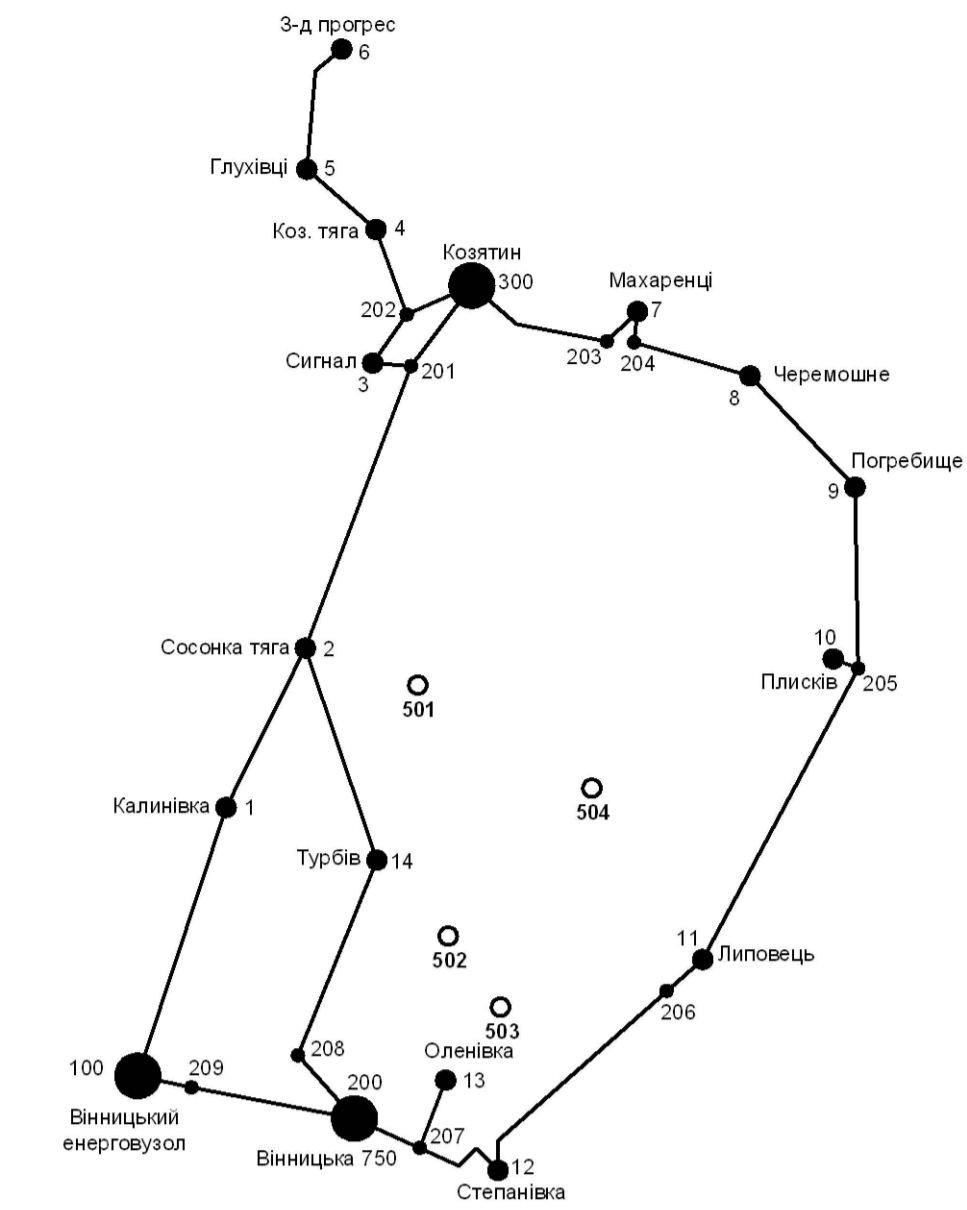 З-д прогрес
6
Глухівці 5
Коз. тяга 4
Козятин
300
Махаренці
7
202
203 204
Сигнал
3
201
Черемошне
8
Погребище
9
Сосонка тяга 2
10
Плисків 205
501
504
Калинівка 1
Турбів 14
502
11
Липовець
206
503
Оленівка
13
208
100 209
200
Вінницький
енерговузол
207
Вінницька 750
12
Степанівка